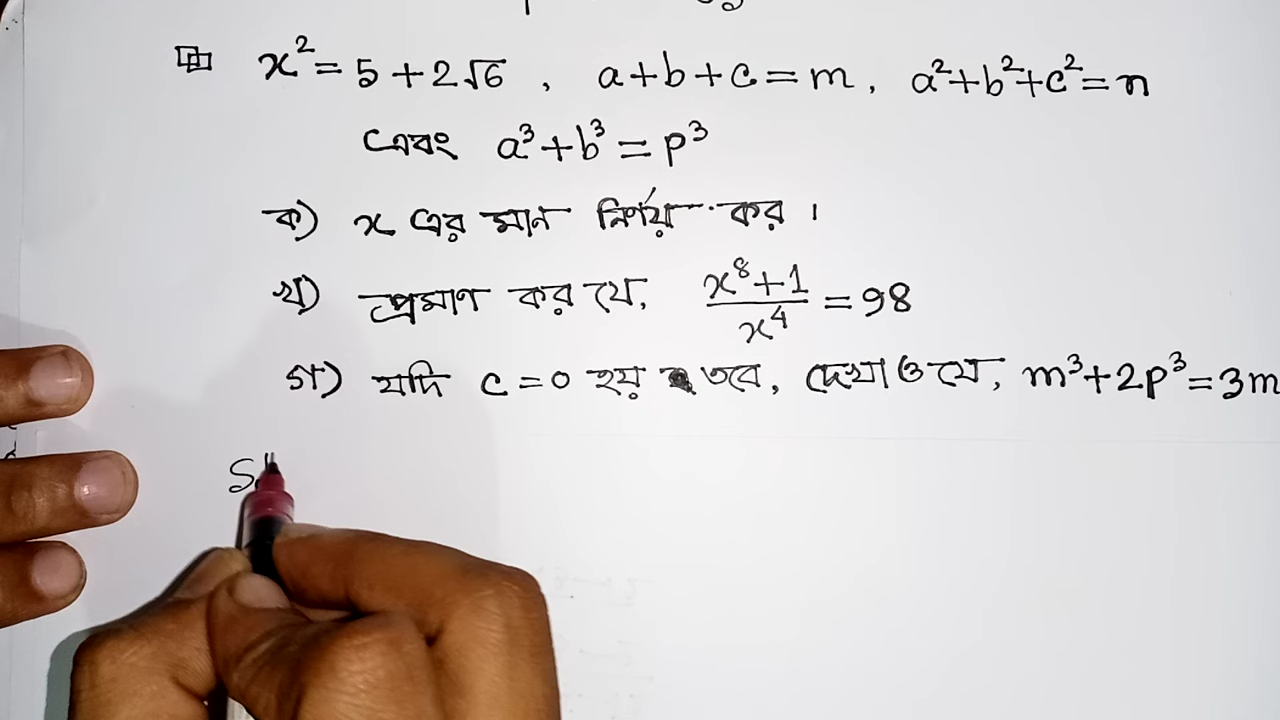 x² = 5 + 2√6 , a + b + c = m, a² + b² + c² = n
এবং a³ + b³ = p³
ক) x এর মান নির্ণয় কর ।
খ) প্রমাণ কর যে, (x⁸ + 1)/x⁴ = 98
গ) যদি c = 0 হয় তবে, দেখাও যে, m³ + 2p³ = 3m